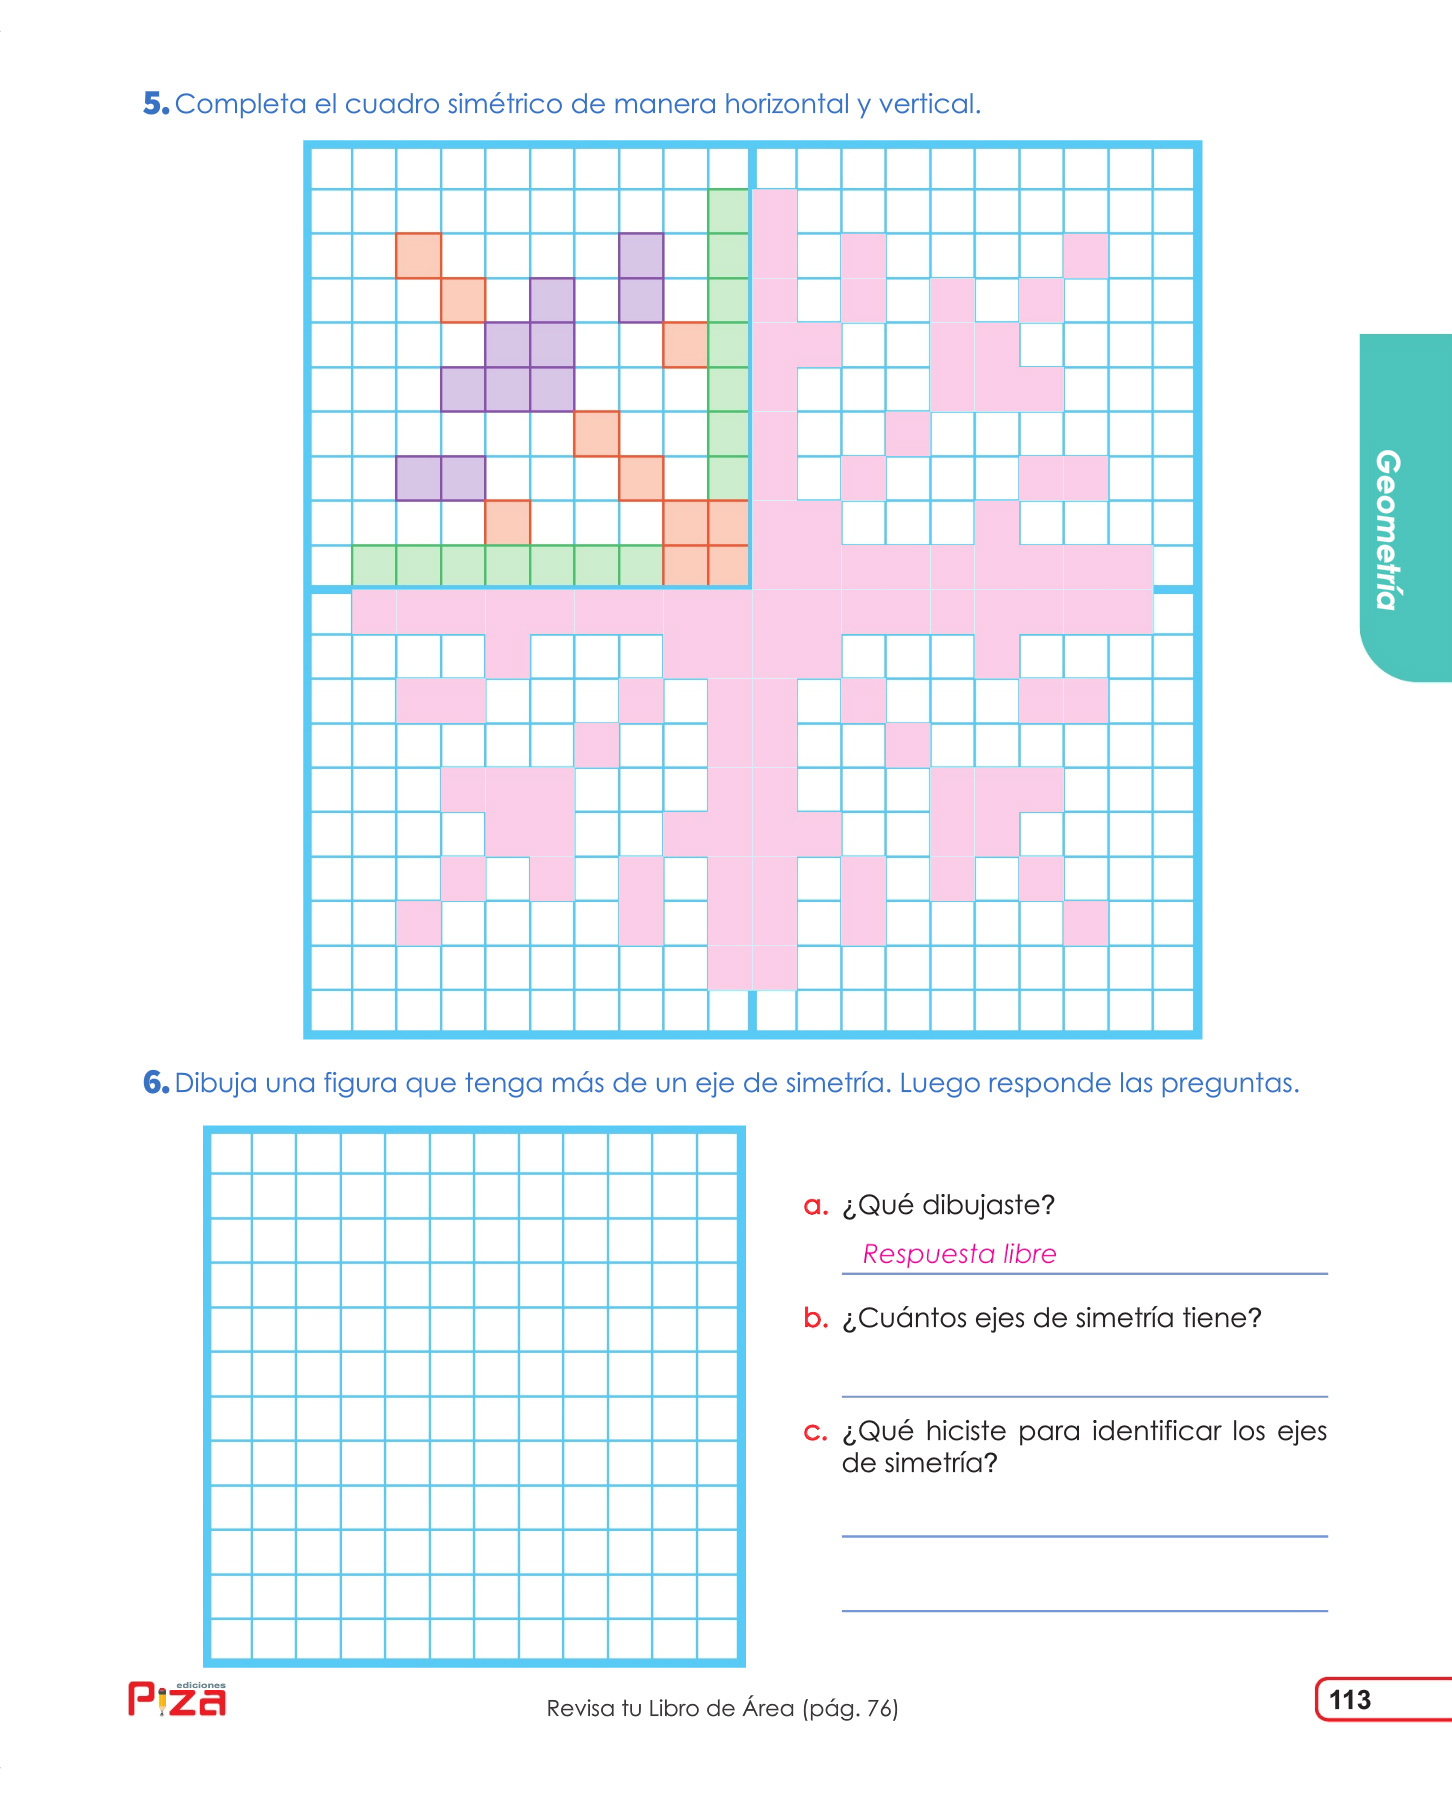 5. Completa el cuadro simétrico de manera horizontal y vertical.
Geometría
6. Dibuja una figura que tenga más de un eje de simetría. Luego responde las preguntas.
a. ¿Qué dibujaste?
Respuesta libre
b. ¿Cuántos ejes de simetría tiene?
c. ¿Qué hiciste para identificar los ejes
de simetría?
ediciones
Piza
Revisa tu Libro de Área (pág. 76)
113